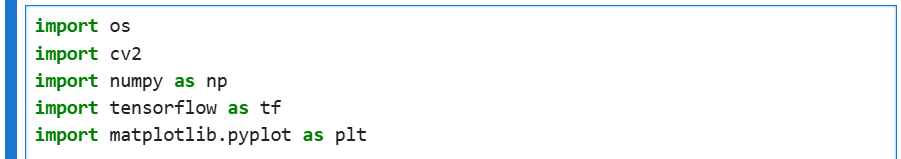 import os
import cv2
import numpy as np
import tensorflow as tf
import matplotlib.pyplot as plt